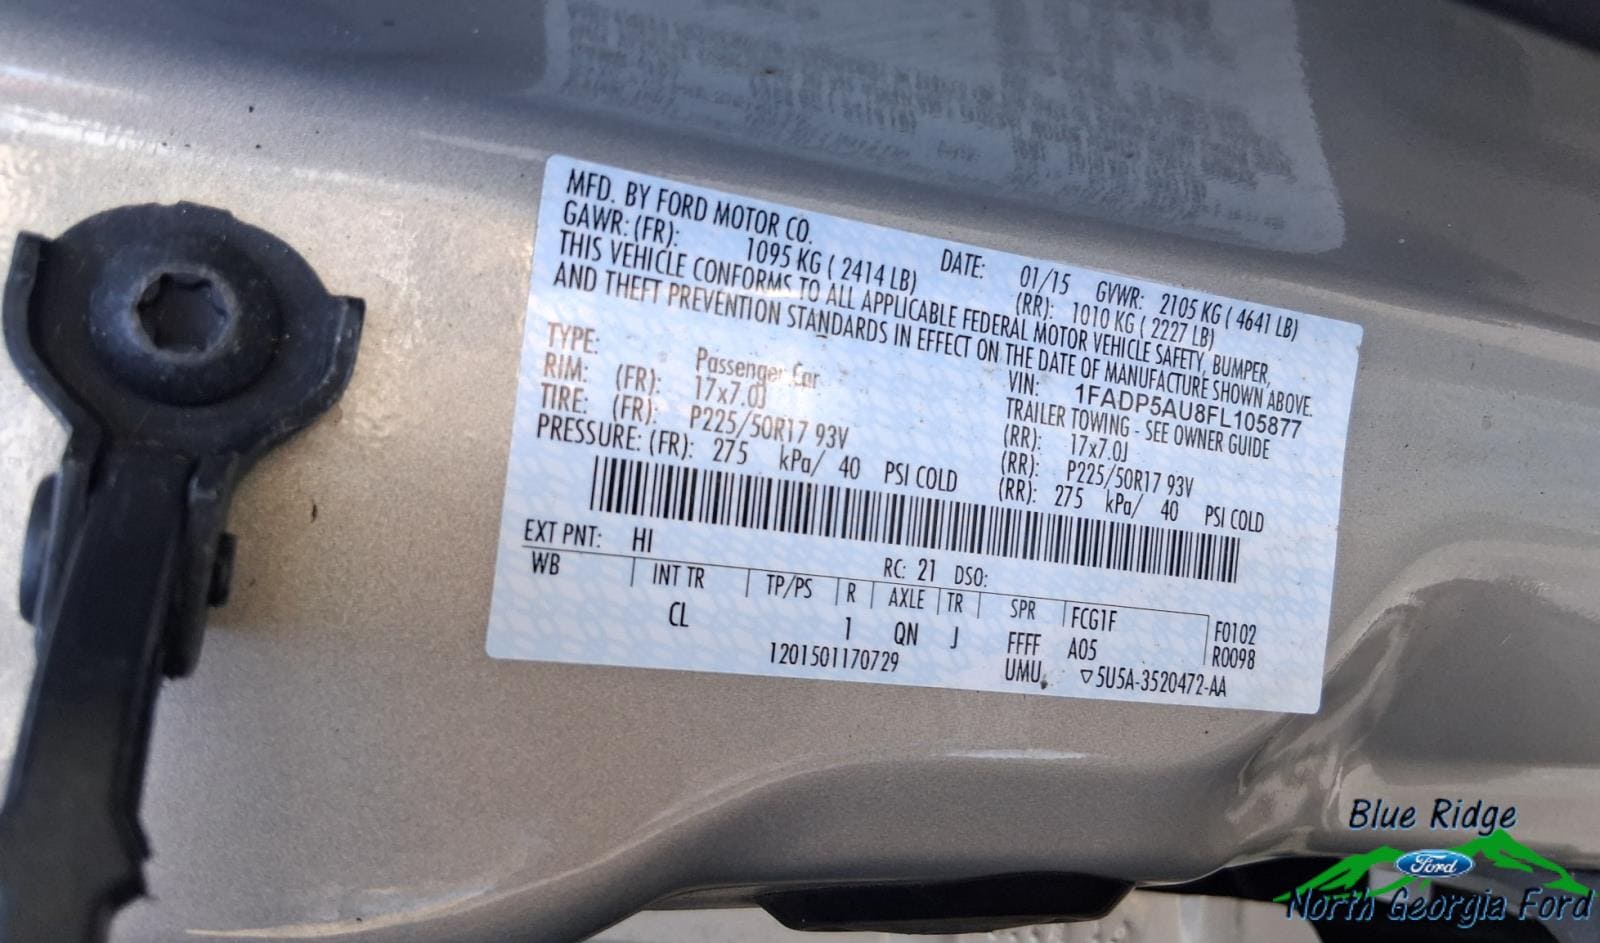 MFD. BY FORD MOTOR CO.
DATE: 01/15 GVWR: 2105 KG ( 4641 LB)
GAWR: (FR): 1095 KG ( 2414 LB) (RR): 1010 KG ( 2227 LB)
THIS VEHICLE CONFORMS TO ALL APPLICABLE FEDERAL MOTOR VEHICLE SAFETY, BUMPER,
AND THEFT PREVENTION STANDARDS IN EFFECT ON THE DATE OF MANUFACTURE SHOWN ABOVE.
VIN: 1FADP5AU8FL105877
TYPE: Passenger Car TRAILER TOWING - SEE OWNER GUIDE
RIM: (FR): 17x7.0J (RR): 17x7.0J
TIRE: (FR): P225/50R17 93V (RR): P225/50R17 93V
PRESSURE: (FR): 275 kPa/ 40 PSI COLD (RR): 275 kPa/ 40 PSI COLD
EXT PNT: HI RC: 21 DSO:
WB INT TR TP/PS R AXLE TR SPR FCG1F F0102
CL 1 QN J FFFF A05 R0098
1201501170729 UMU ▽5U5A-3520472-AA
Blue Ridge
Ford
North Georgia Ford